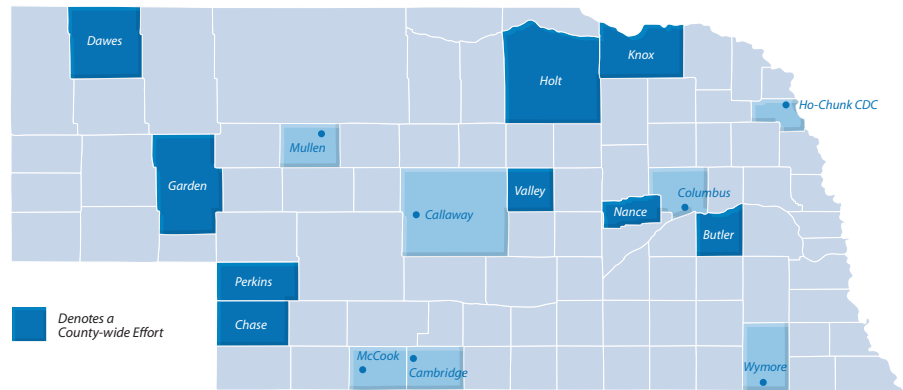 Dawes
Knox
Holt
Ho-Chunk CDC
Mullen
Garden
Valley
Columbus
Callaway
Nance
Butler
Perkins
Denotes a
County-wide Effort
Chase
McCook
Cambridge
Wymore